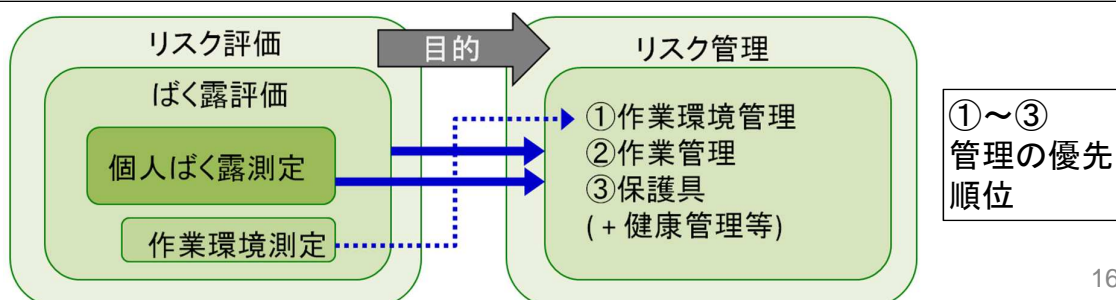 リスク評価
目的
リスク管理
ばく露評価
個人ばく露測定
作業環境測定
①作業環境管理
②作業管理
③保護具
(+健康管理等)
①～③
管理の優先
順位
16